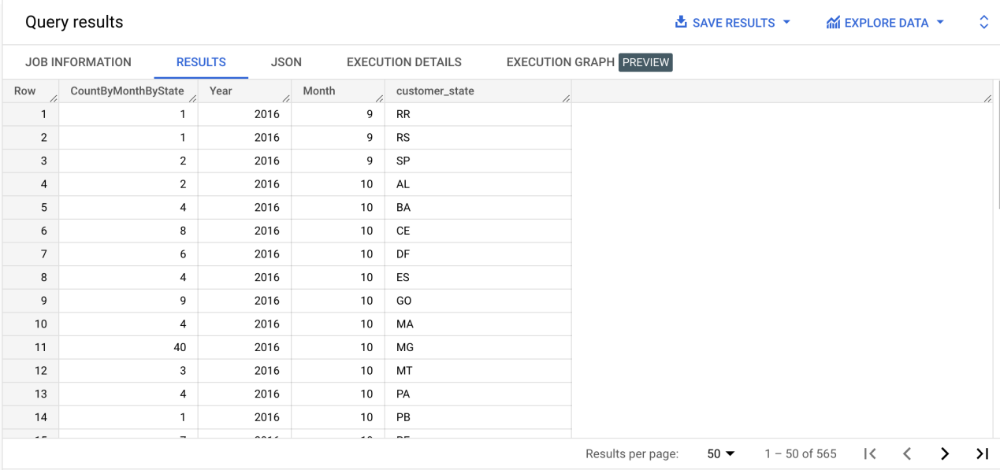 Query results SAVE RESULTS EXPLORE DATA
JOB INFORMATION RESULTS JSON EXECUTION DETAILS EXECUTION GRAPH PREVIEW
Row CountByMonthByState Year Month customer_state
1 1 2016 9 RR
2 1 2016 9 RS
3 2 2016 9 SP
4 2 2016 10 AL
5 4 2016 10 BA
6 8 2016 10 CE
7 6 2016 10 DF
8 4 2016 10 ES
9 9 2016 10 GO
10 4 2016 10 MA
11 40 2016 10 MG
12 3 2016 10 MT
13 4 2016 10 PA
14 1 2016 10 PB
Results per page: 50 1 – 50 of 565